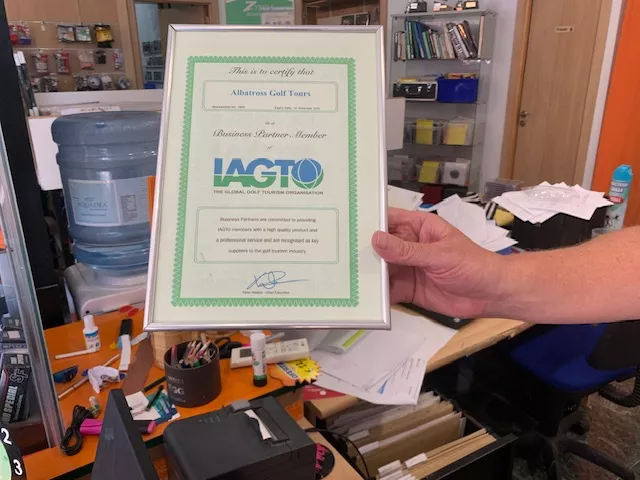 This is to certify that
Albatross Golf Tours
is a
Business Partner Member
of
IAGTO
THE GLOBAL GOLF TOURISM ORGANISATION
Business Partners are committed to providing
IAGTO members with a high quality product and
a professional service and are recognised as key
suppliers to the golf tourism industry
2
3